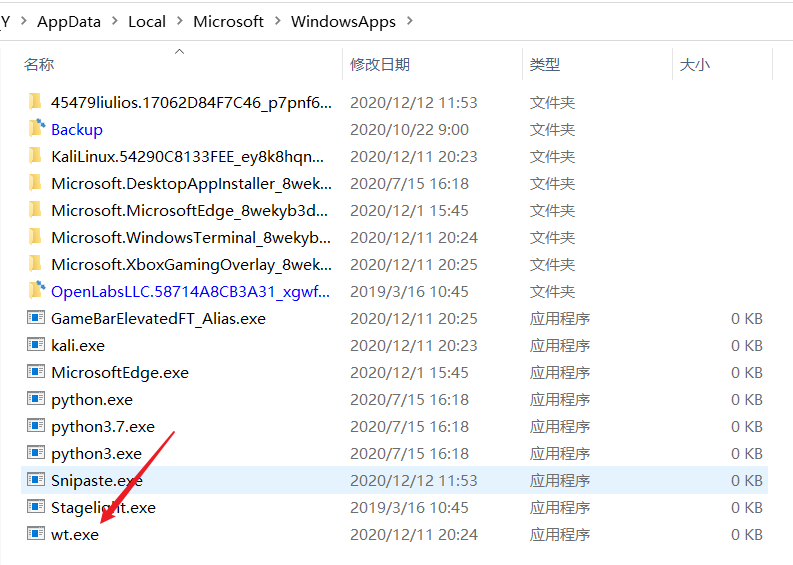 Y > AppData > Local > Microsoft > WindowsApps >
名称 修改日期 类型 大小
45479liulios.17062D84F7C46_p7pnf6... 2020/12/12 11:53 文件夹
Backup 2020/10/22 9:00 文件夹
KaliLinux.54290C8133FEE_ey8k8hqn... 2020/12/11 20:23 文件夹
Microsoft.DesktopAppInstaller_8wek... 2020/7/15 16:18 文件夹
Microsoft.MicrosoftEdge_8wekyb3d... 2020/12/1 15:45 文件夹
Microsoft.WindowsTerminal_8wekyb... 2020/12/11 20:24 文件夹
Microsoft.XboxGamingOverlay_8wek... 2020/12/11 20:25 文件夹
OpenLabsLLC.58714A8CB3A31_xgwf... 2019/3/16 10:45 文件夹
GameBarElevatedFT_Alias.exe 2020/12/11 20:25 应用程序 0 KB
kali.exe 2020/12/11 20:23 应用程序 0 KB
MicrosoftEdge.exe 2020/12/1 15:45 应用程序 0 KB
python.exe 2020/7/15 16:18 应用程序 0 KB
python3.7.exe 2020/7/15 16:18 应用程序 0 KB
python3.exe 2020/7/15 16:18 应用程序 0 KB
Snipaste.exe 2020/12/12 11:53 应用程序 0 KB
Stagelight.exe 2019/3/16 10:45 应用程序 0 KB
wt.exe 2020/12/11 20:24 应用程序 0 KB